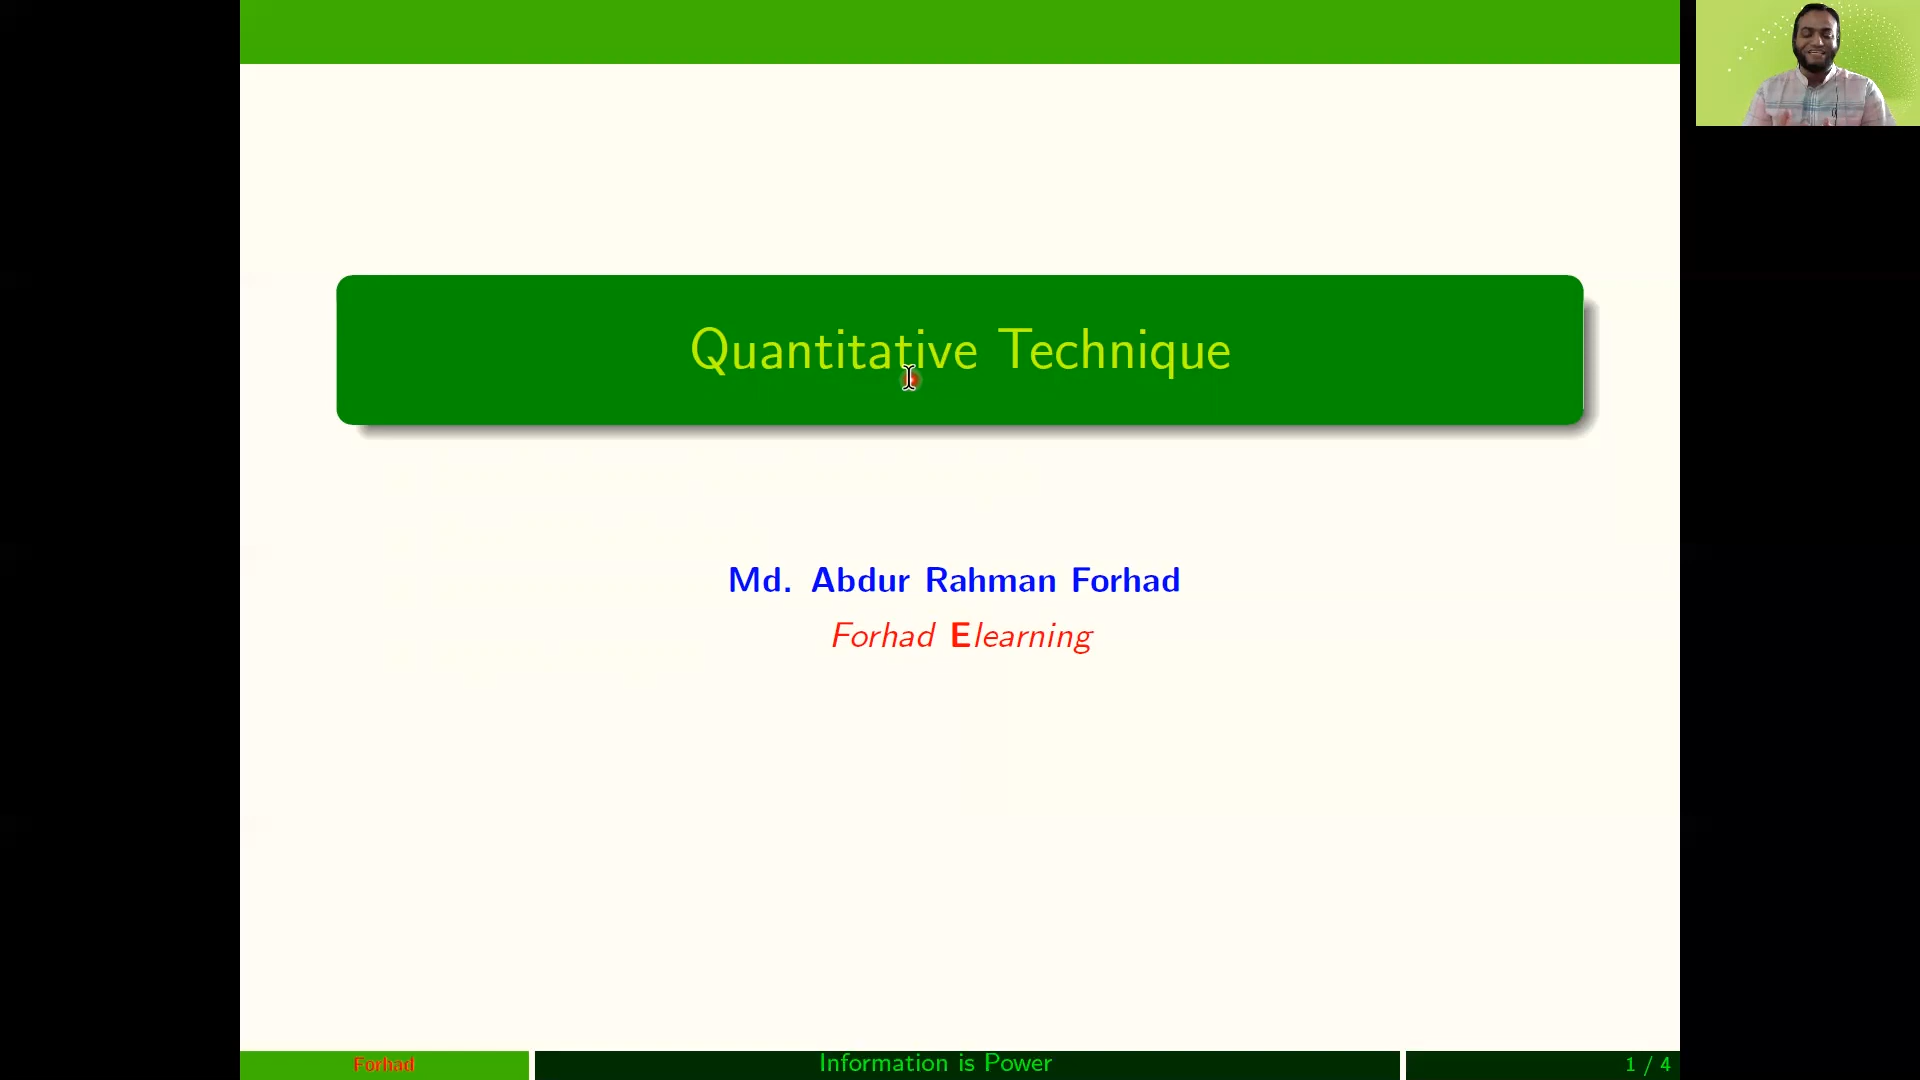 Quantitative Technique
Md. Abdur Rahman Forhad
Forhad Elearning
Forhad
Information is Power
1 / 4